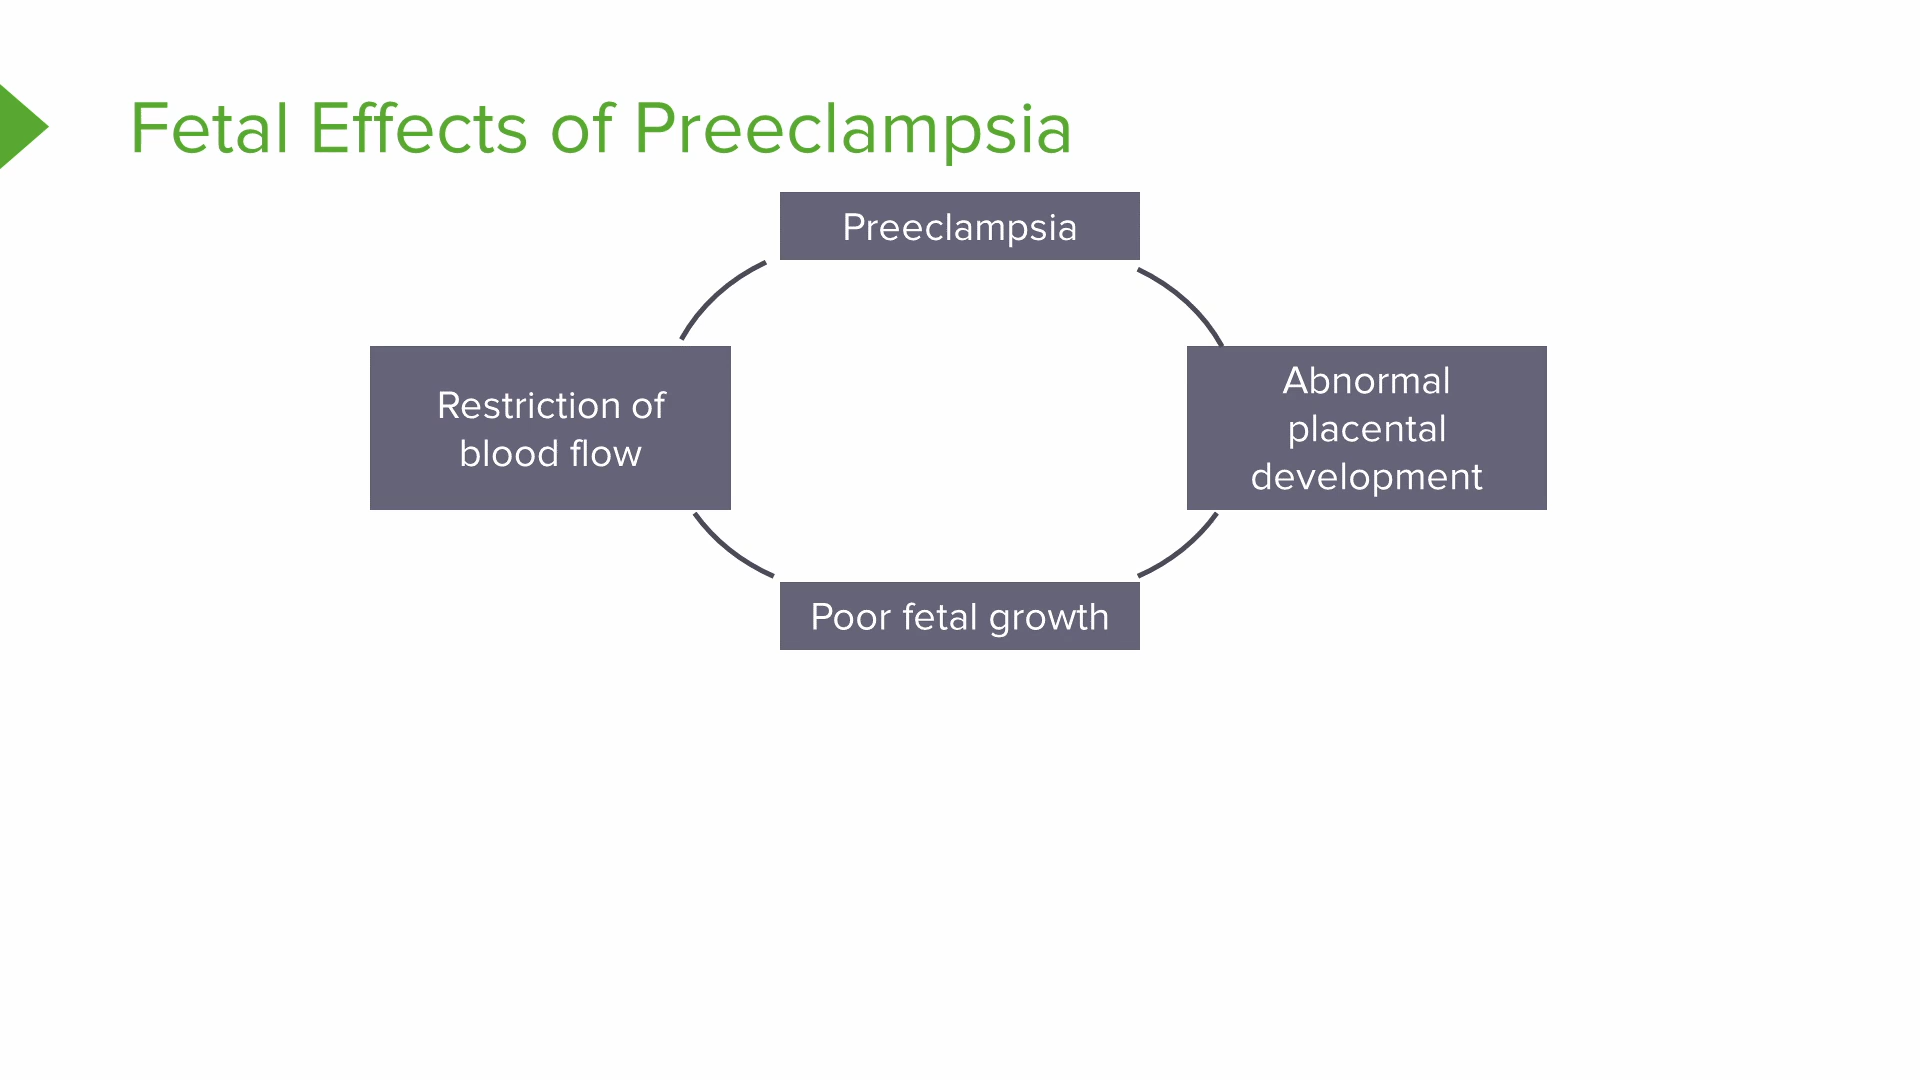 Fetal Effects of Preeclampsia
Preeclampsia
Restriction of
blood flow
Abnormal
placental
development
Poor fetal growth